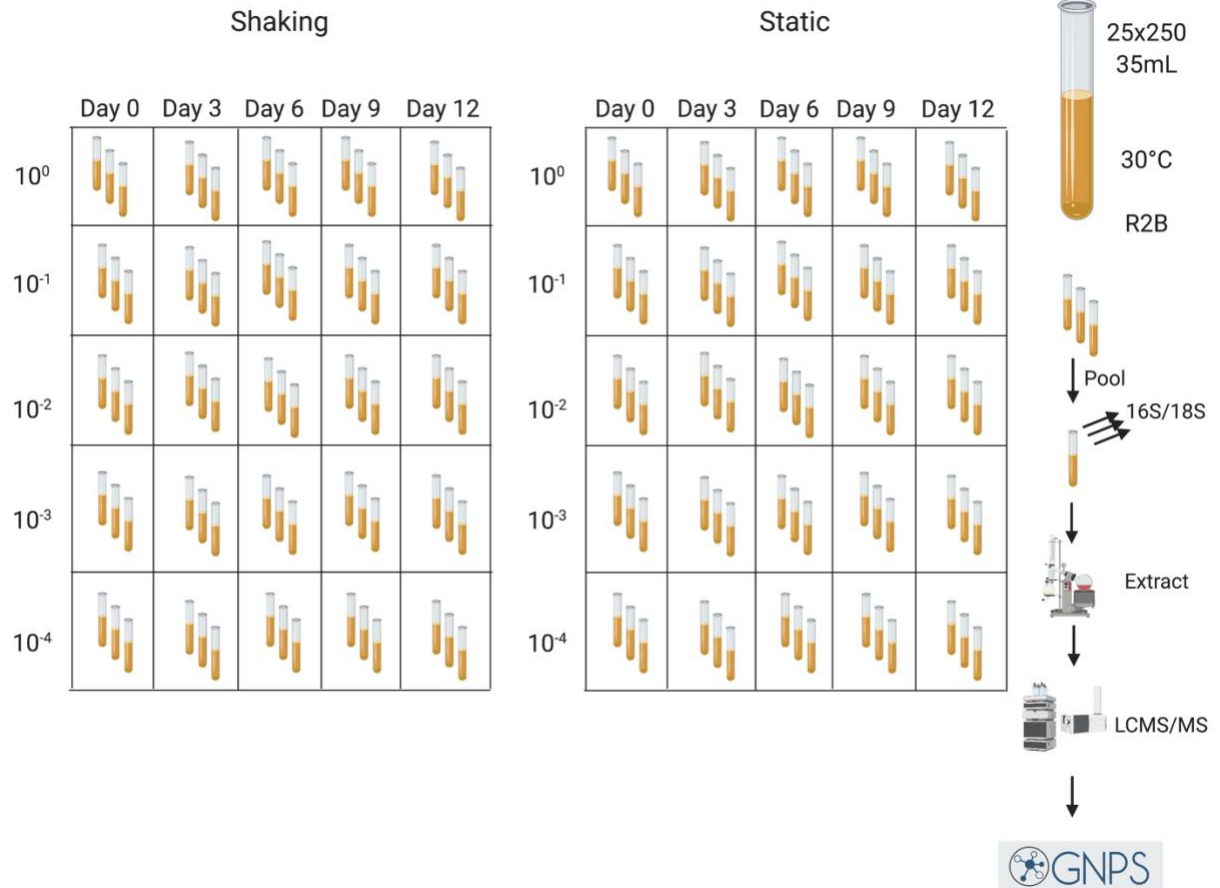 Shaking
Day 0 Day 3 Day 6 Day 9 Day 12
10⁰
10⁻¹
10⁻²
10⁻³
10⁻⁴
Static
Day 0 Day 3 Day 6 Day 9 Day 12
10⁰
10⁻¹
10⁻²
10⁻³
10⁻⁴
25x250
35mL
30°C
R2B
Pool
16S/18S
Extract
LCMS/MS
GNPS